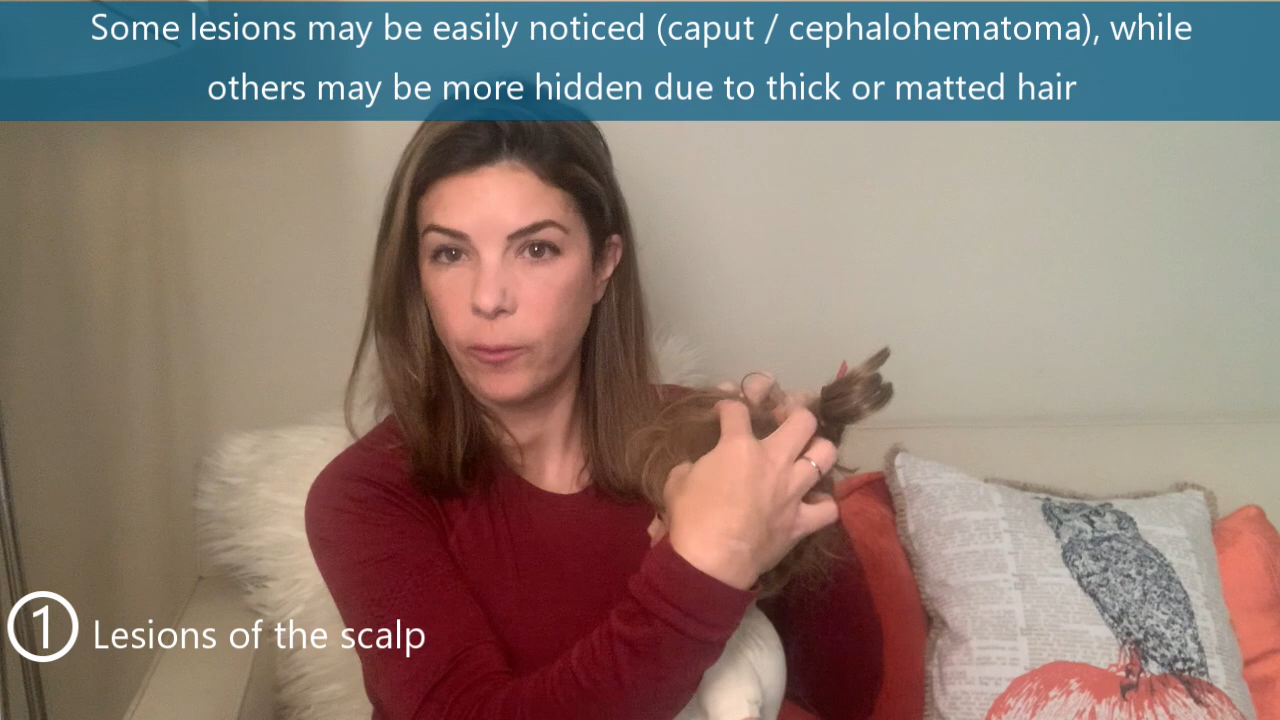 Some lesions may be easily noticed (caput / cephalohematoma), while
others may be more hidden due to thick or matted hair
1 Lesions of the scalp